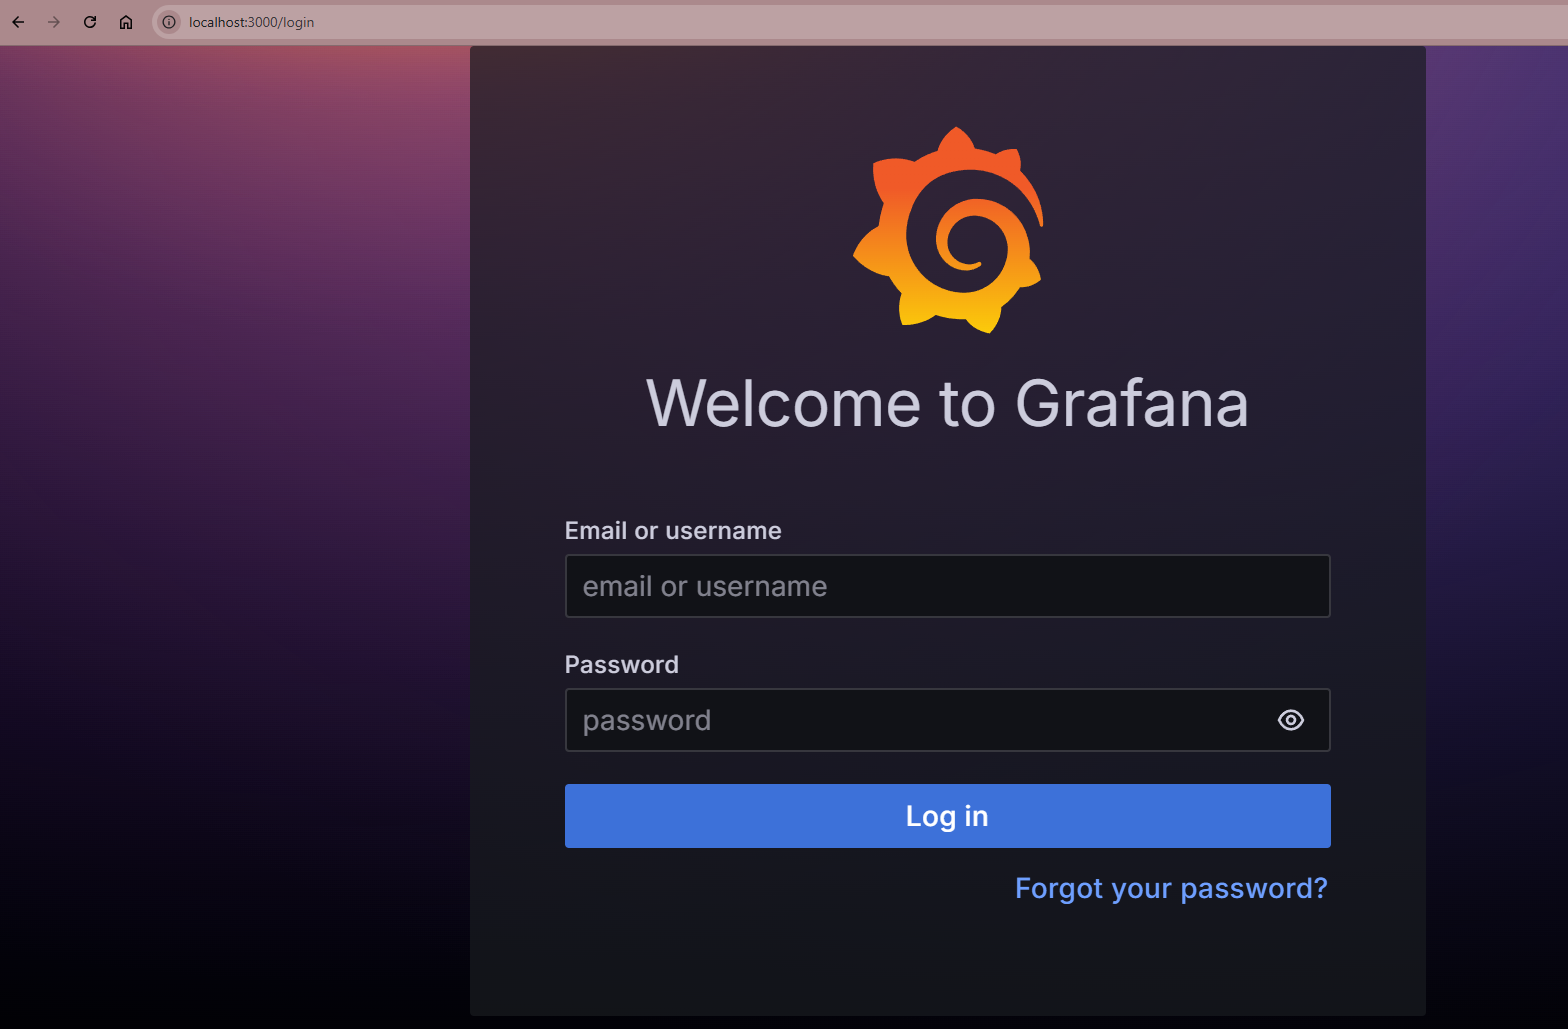 localhost:3000/login
Welcome to Grafana
Email or username
email or username
Password
password
Log in
Forgot your password?